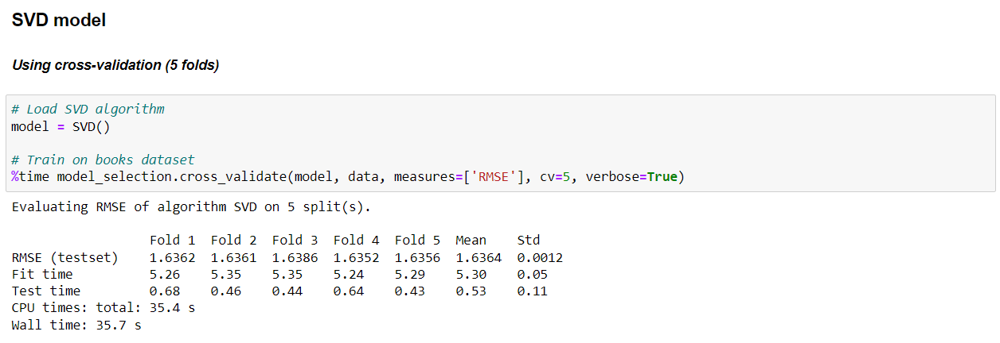 SVD model
Using cross-validation (5 folds)
# Load SVD algorithm
model = SVD()
# Train on books dataset
%time model_selection.cross_validate(model, data, measures=['RMSE'], cv=5, verbose=True)
Evaluating RMSE of algorithm SVD on 5 split(s).
Fold 1 Fold 2 Fold 3 Fold 4 Fold 5 Mean Std
RMSE (testset) 1.6362 1.6361 1.6386 1.6352 1.6356 1.6364 0.0012
Fit time 5.26 5.35 5.35 5.24 5.29 5.30 0.05
Test time 0.68 0.46 0.44 0.64 0.43 0.53 0.11
CPU times: total: 35.4 s
Wall time: 35.7 s